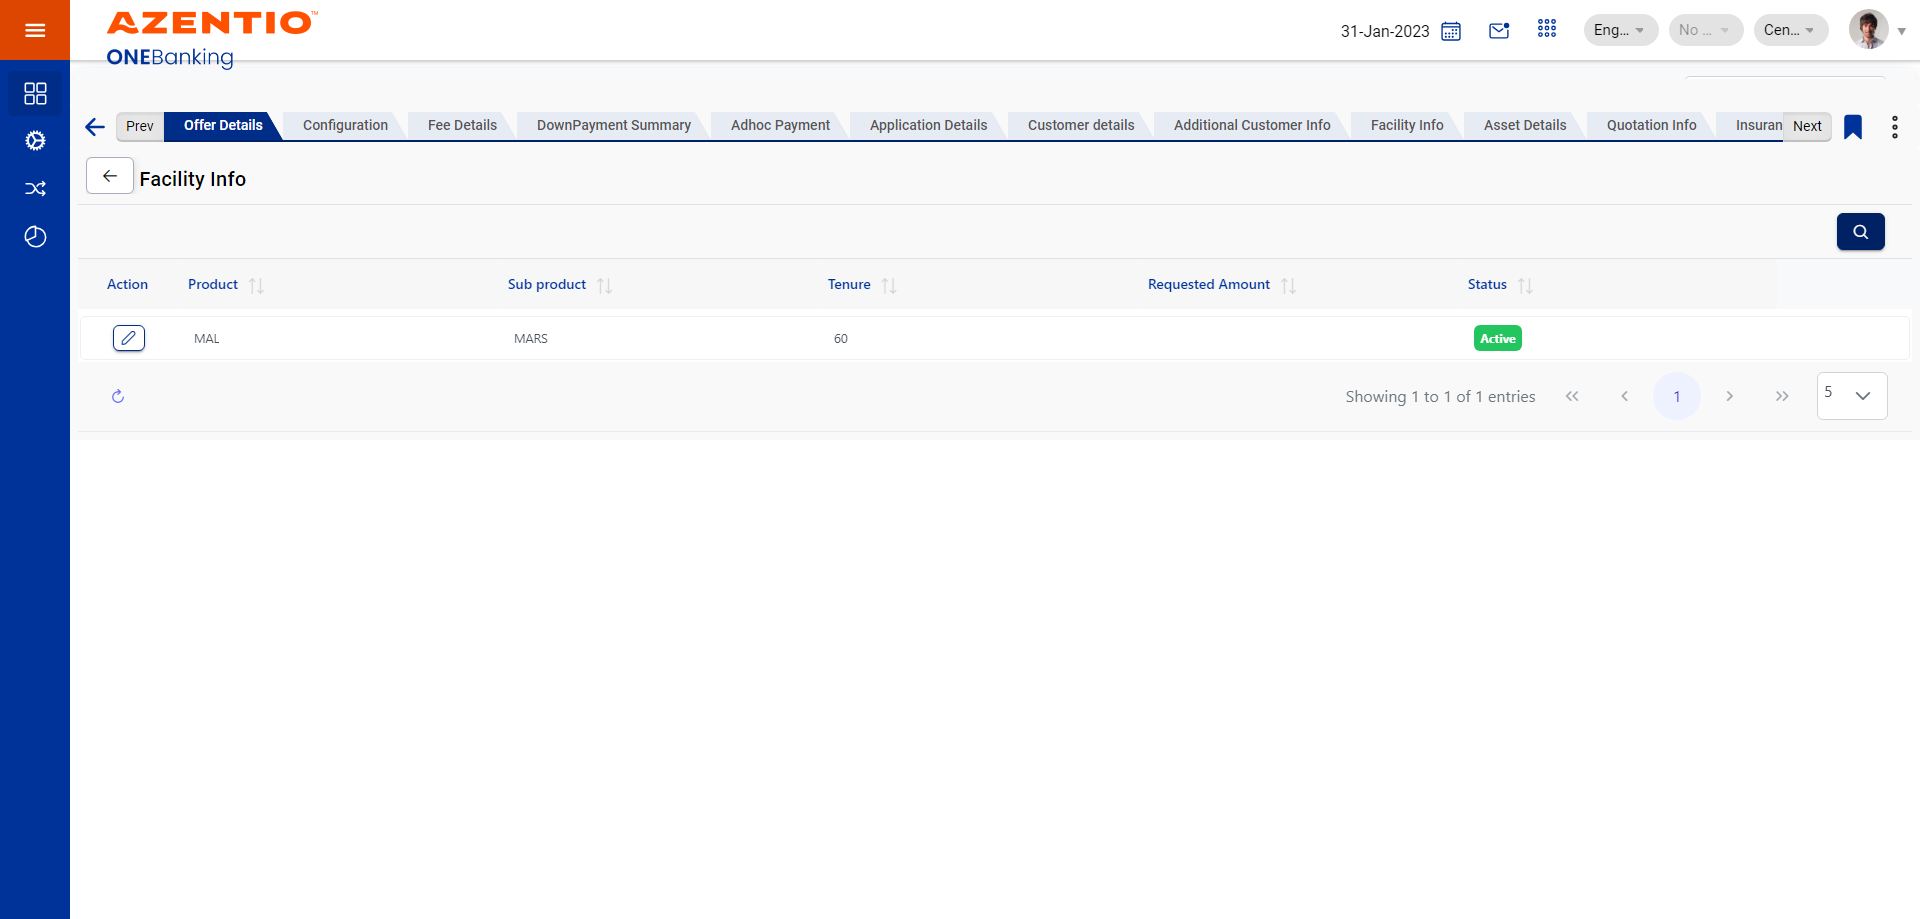 AZENTIO™
ONEBanking
31-Jan-2023
Eng...
No ...
Cen...
Prev
Offer Details
Configuration
Fee Details
DownPayment Summary
Adhoc Payment
Application Details
Customer details
Additional Customer Info
Facility Info
Asset Details
Quotation Info
Insuran
Next
Facility Info
Action Product Sub product Tenure Requested Amount Status
MAL MARS 60 Active
Showing 1 to 1 of 1 entries 1 5